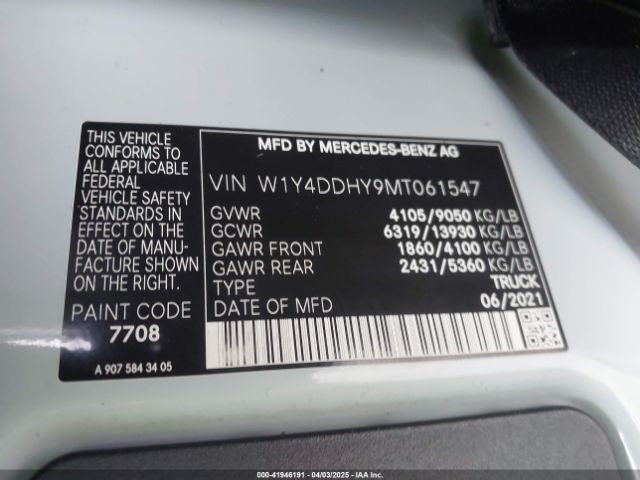 MFD BY MERCEDES-BENZ AG
THIS VEHICLE
CONFORMS TO
ALL APPLICABLE
FEDERAL
VEHICLE SAFETY
STANDARDS IN
EFFECT ON THE
DATE OF MANU-
FACTURE SHOWN
ON THE RIGHT.
PAINT CODE
7708
A 907 584 34 05
VIN W1Y4DDHY9MT061547
GVWR 4105/9050 KG/LB
GCWR 6319/13930 KG/LB
GAWR FRONT 1860/4100 KG/LB
GAWR REAR 2431/5360 KG/LB
TYPE TRUCK
DATE OF MFD 06/2021
000-41946191 - 04/03/2025 - IAA, Inc.